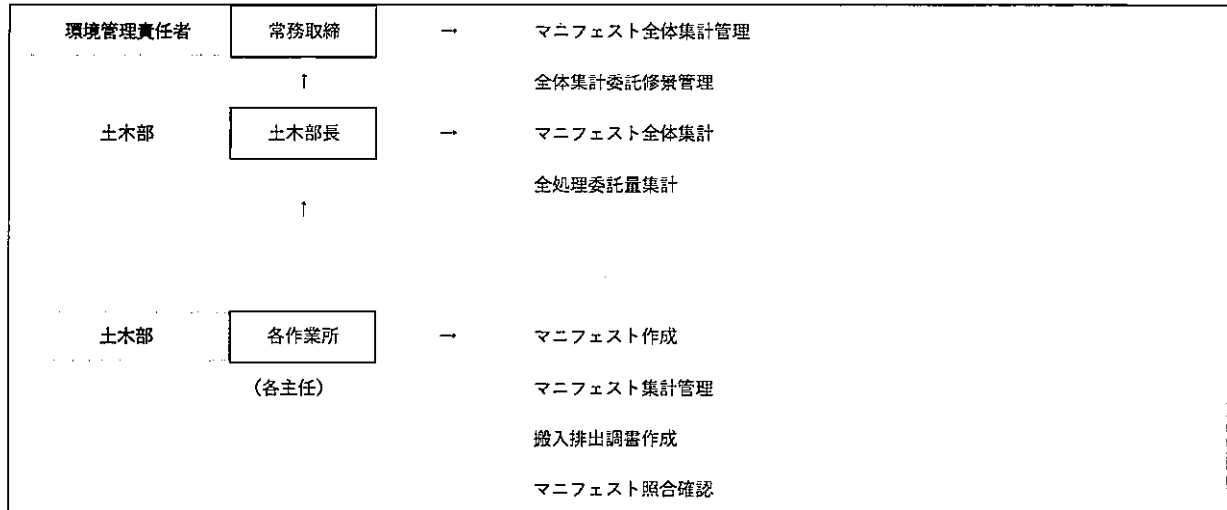 環境管理責任者 常務取締 → マニフェスト全体集計管理
↑ 全体集計委託修景管理
土木部 土木部長 → マニフェスト全体集計
全処理委託量集計
↑
土木部 各作業所 → マニフェスト作成
(各主任) マニフェスト集計管理
搬入排出調書作成
マニフェスト照合確認